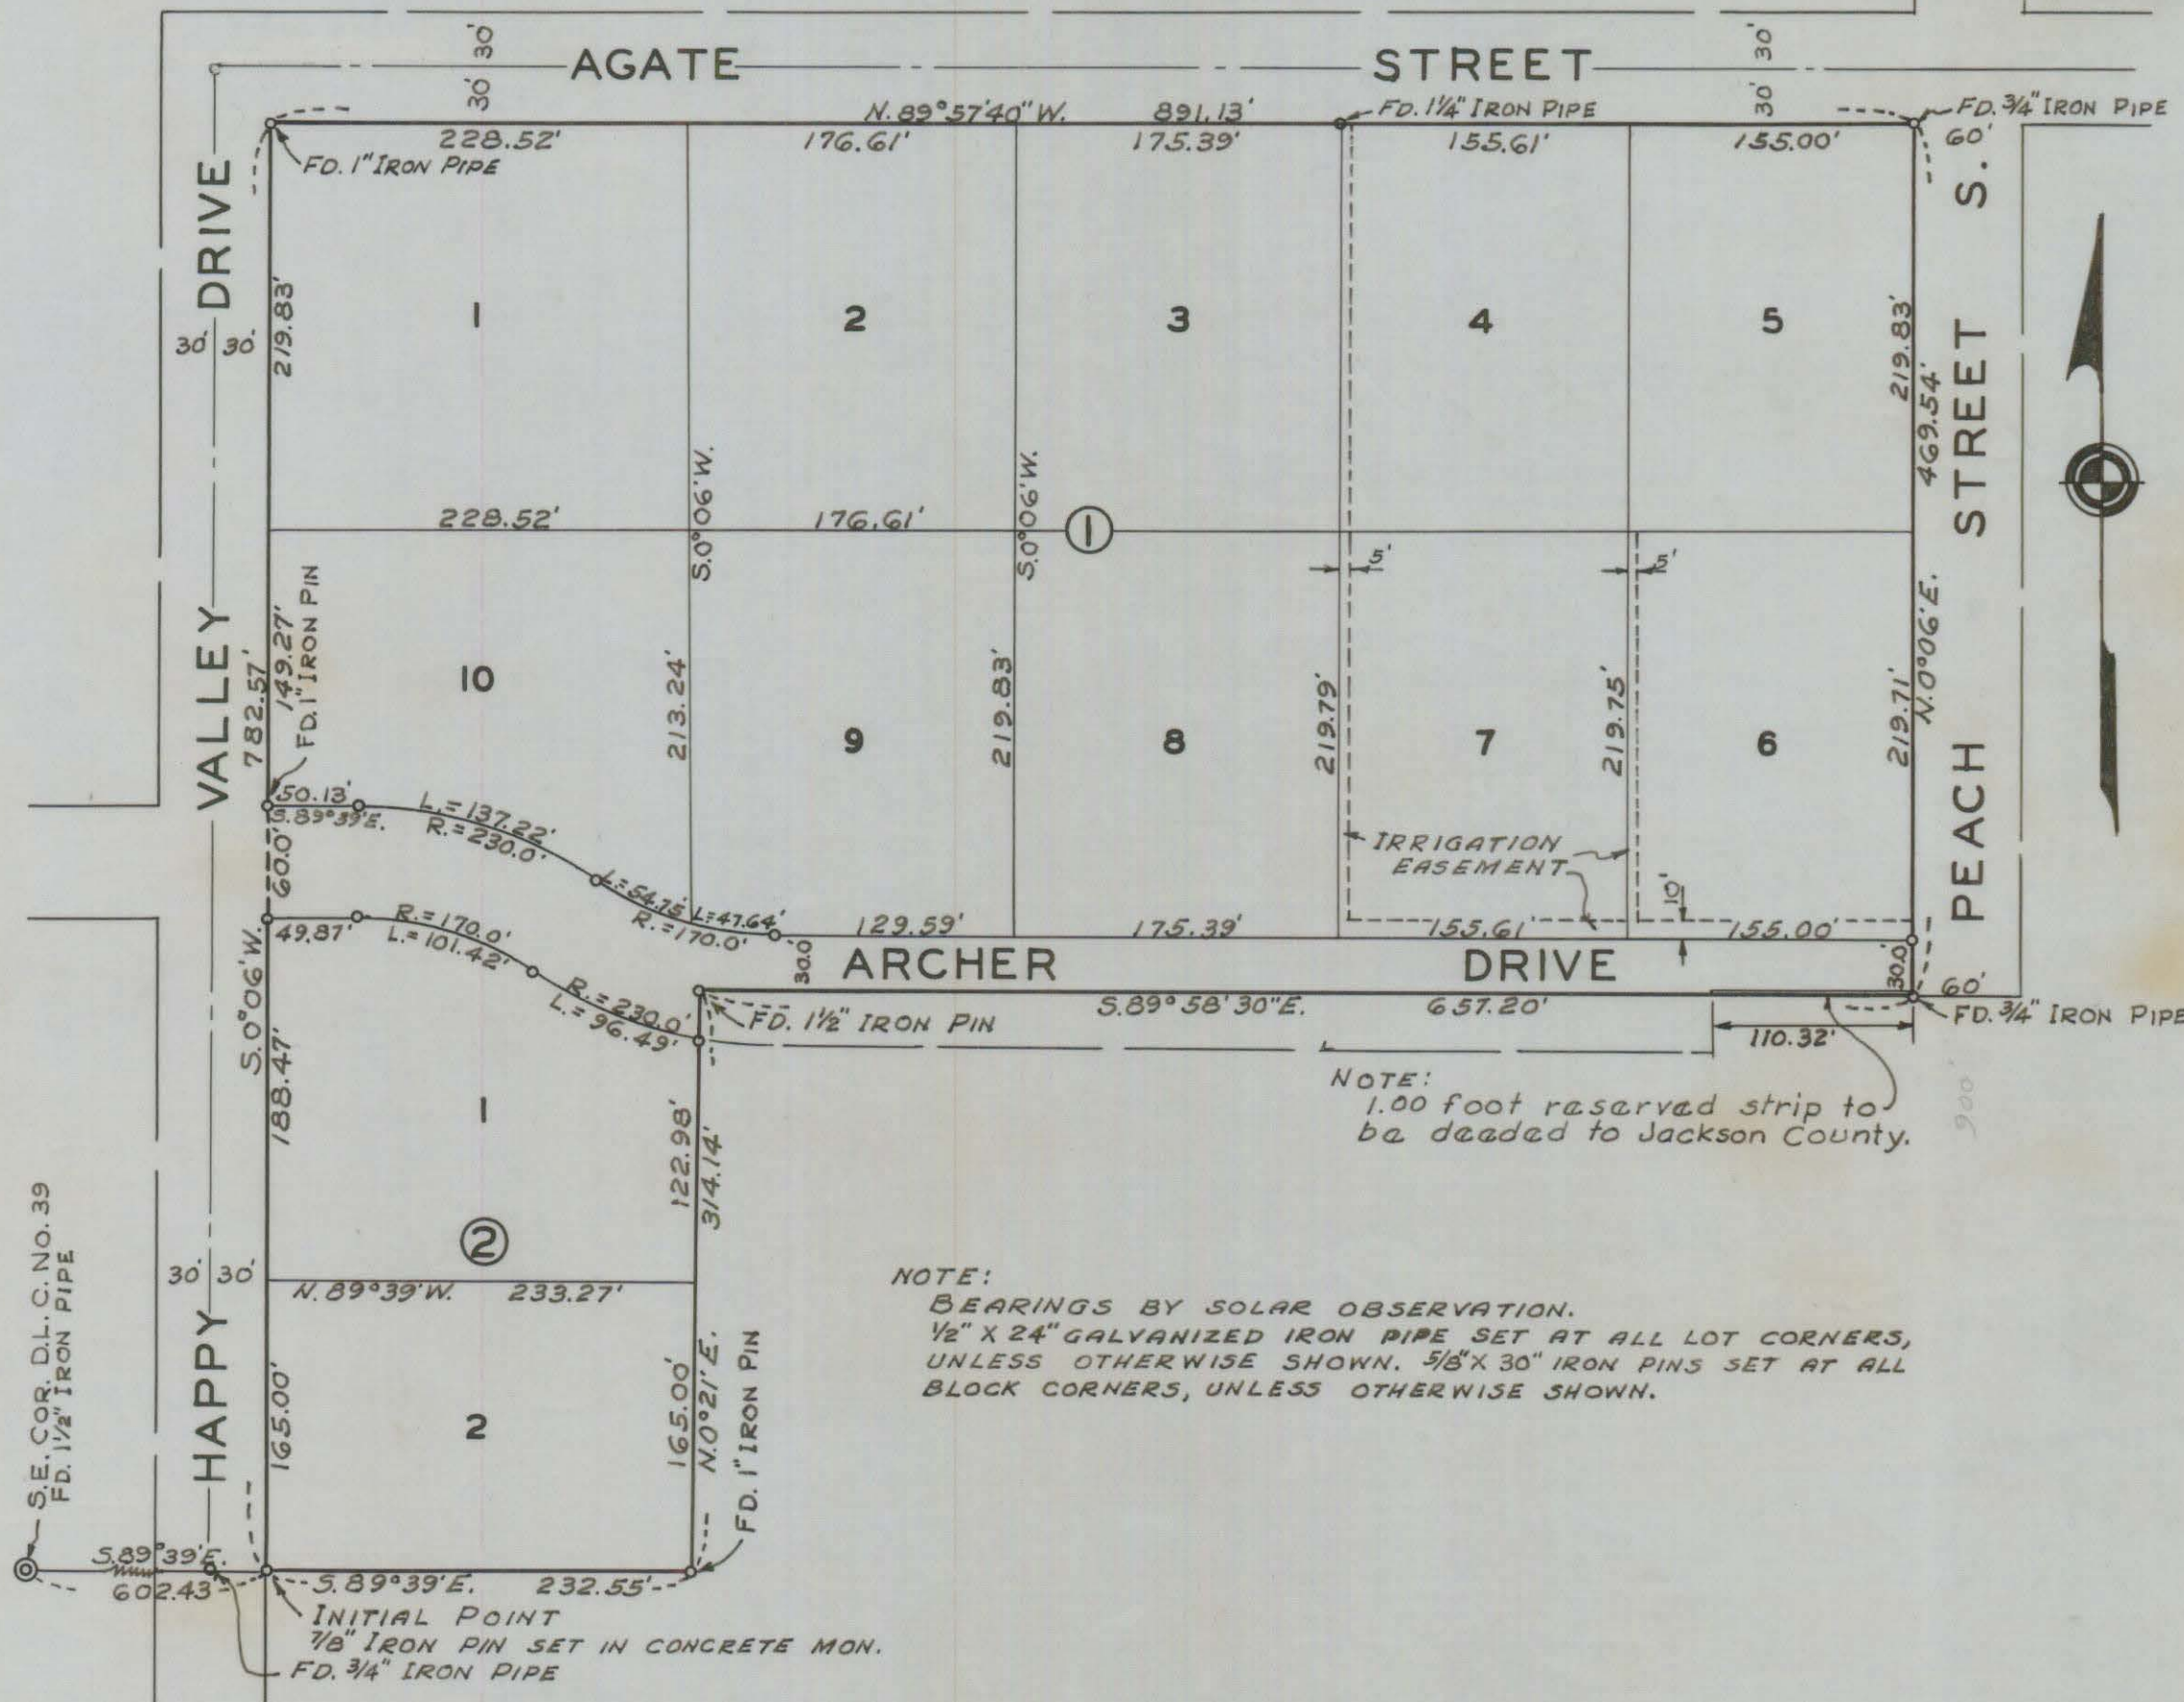 AGATE STREET
30' 30'
30' 30'
30' 30'
N. 89°57'40" W. 891.13'
FD. 1¼" IRON PIPE
FD. ¾" IRON PIPE
228.52' 176.61' 175.39' 155.61' 155.00'
60'
FD. 1" IRON PIPE
HAPPY VALLEY DRIVE
PEACH STREET S.
219.83'
1 2 3 4 5
219.83'
469.54'
30' 30'
S.0°06'W.
S.0°06'W.
228.52' 176.61' 1
5' 5'
N.0°06'E.
149.27'
FD. 1" IRON PIN
782.57'
10 9 8 7 6
213.24'
219.83'
219.79'
219.75'
219.71'
50.13'
S.89°39'E.
L.=137.22'
R.=230.0'
60.0'
IRRIGATION
EASEMENT
10'
L=54.75' L=47.64'
R.=170.0'
129.59' 175.39' 155.61' 155.00'
49.87'
R.=170.0'
L.=101.42'
30.0
ARCHER DRIVE
30.0'
60'
R.=230.0'
L.=96.49'
S.0°06'W.
FD. 1½" IRON PIN
S.89°58'30"E. 657.20'
FD. ¾" IRON PIPE
110.32'
188.47'
NOTE:
1.00 foot reserved strip to
be deeded to Jackson County.
900'
1
122.98'
314.14'
2
30' 30'
N. 89°39'W. 233.27'
NOTE:
BEARINGS BY SOLAR OBSERVATION.
½" X 24" GALVANIZED IRON PIPE SET AT ALL LOT CORNERS,
UNLESS OTHERWISE SHOWN. 5/8" X 30" IRON PINS SET AT ALL
BLOCK CORNERS, UNLESS OTHERWISE SHOWN.
S.E. COR. D.L.C. NO. 39
FD. 1½" IRON PIPE
165.00'
2
165.00'
N.0°21'E.
FD. 1" IRON PIN
S.89°39'E.
602.43
S.89°39'E. 232.55'
INITIAL POINT
7/8" IRON PIN SET IN CONCRETE MON.
FD. ¾" IRON PIPE